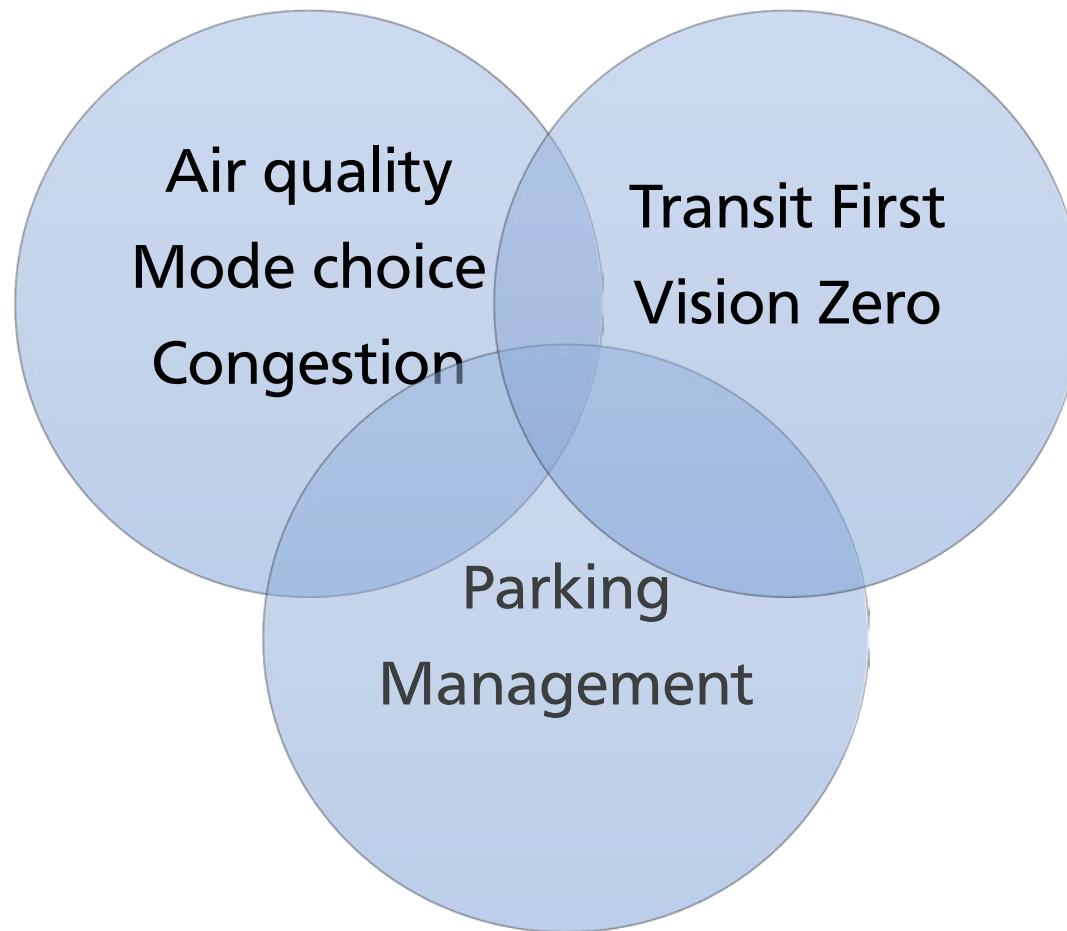 Air quality
Mode choice
Congestion
Transit First
Vision Zero
Parking
Management